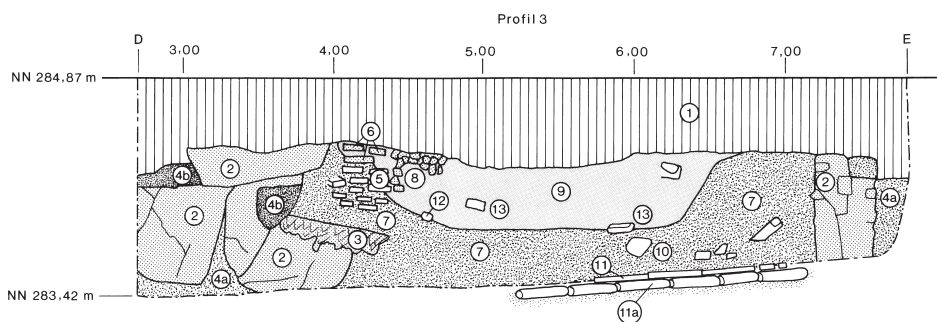 Profil 3
D 3,00 4,00 5,00 6,00 7,00 E
NN 284,87 m
1
6
4b 2 5 8 9 2 4a
12 13 7
2 4b 7 13
3 7 10
2
4a 11
NN 283,42 m
11a